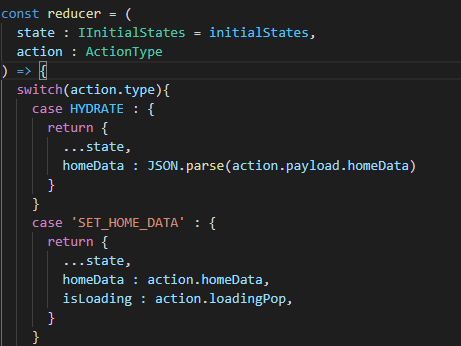 const reducer = (
  state : IInitialStates = initialStates,
  action : ActionType
) => {
  switch(action.type){
    case HYDRATE : {
      return {
        ...state,
        homeData : JSON.parse(action.payload.homeData)
      }
    }
    case 'SET_HOME_DATA' : {
      return {
        ...state,
        homeData : action.homeData,
        isLoading : action.loadingPop,
      }
    }